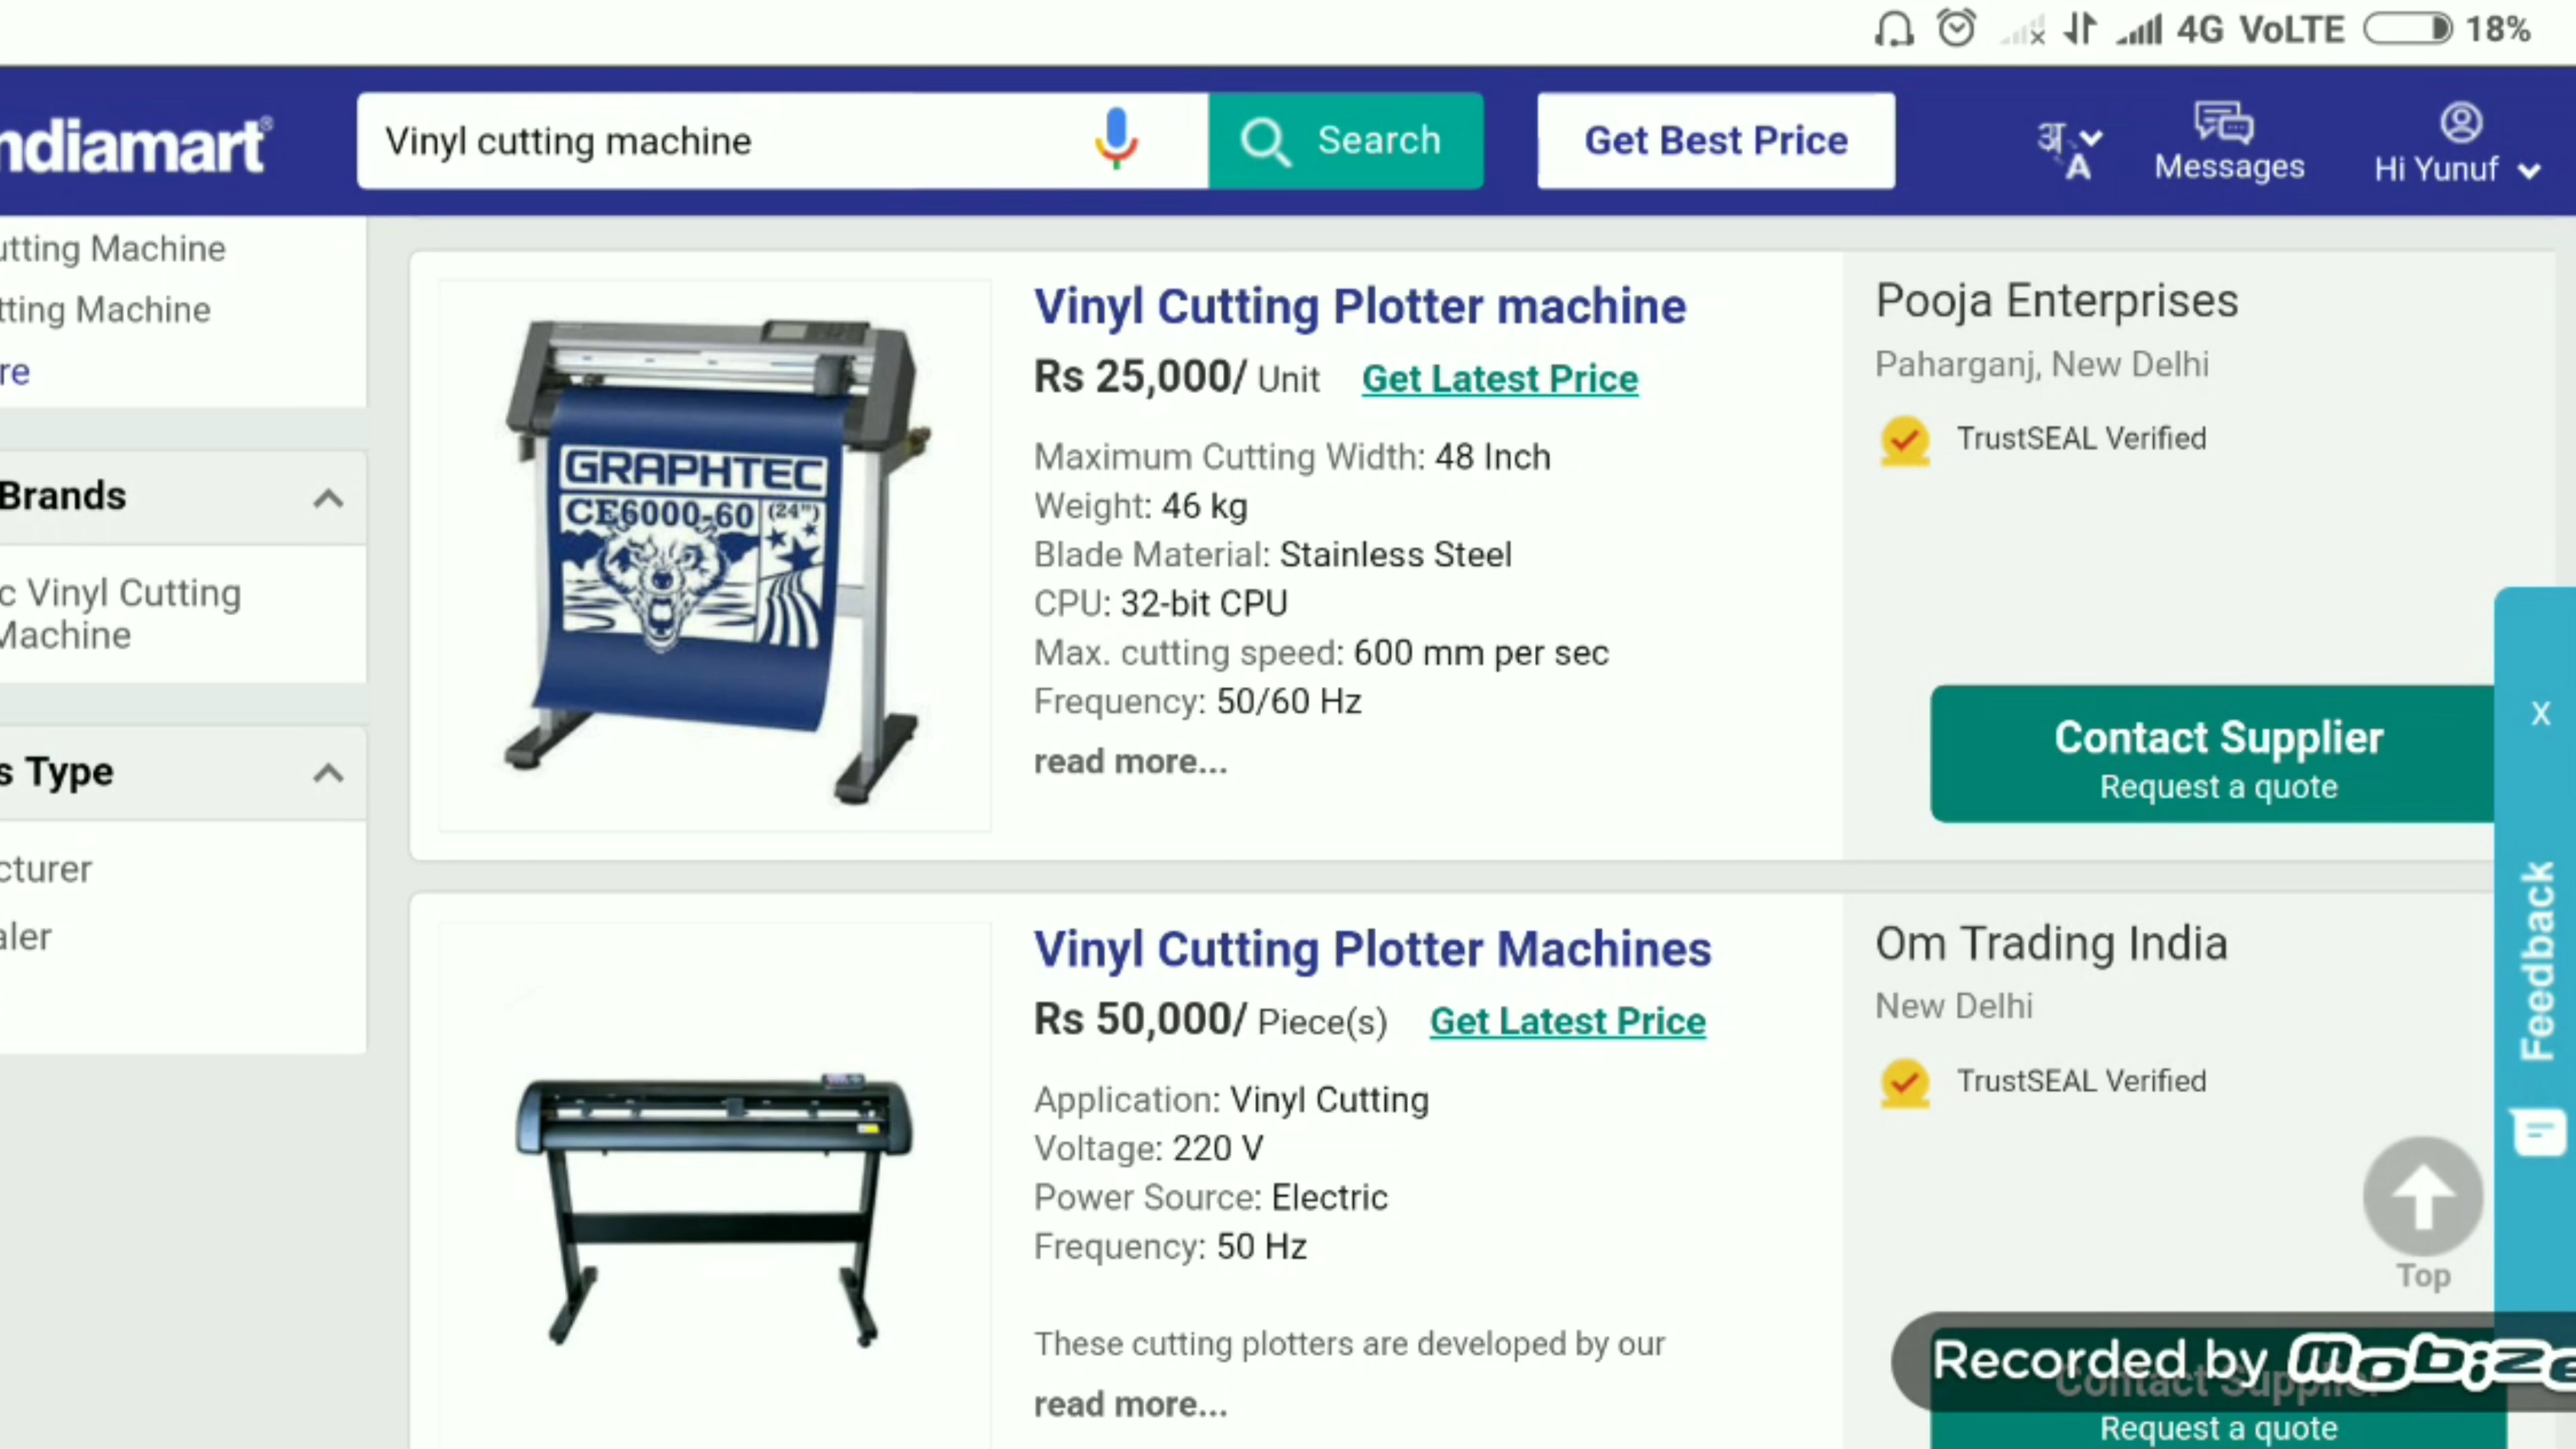 4G VoLTE 18%
ndiamart®
Vinyl cutting machine
Search
Get Best Price
अ A
Messages
Hi Yunuf
utting Machine
tting Machine
re
Brands
c Vinyl Cutting
Machine
s Type
cturer
aler
GRAPHTEC
CE6000-60 (24")
Vinyl Cutting Plotter machine
Rs 25,000/ Unit Get Latest Price
Maximum Cutting Width: 48 Inch
Weight: 46 kg
Blade Material: Stainless Steel
CPU: 32-bit CPU
Max. cutting speed: 600 mm per sec
Frequency: 50/60 Hz
read more...
Pooja Enterprises
Paharganj, New Delhi
TrustSEAL Verified
Contact Supplier
Request a quote
x
Feedback
Vinyl Cutting Plotter Machines
Rs 50,000/ Piece(s) Get Latest Price
Application: Vinyl Cutting
Voltage: 220 V
Power Source: Electric
Frequency: 50 Hz
These cutting plotters are developed by our
read more...
Om Trading India
New Delhi
TrustSEAL Verified
Top
Recorded by Mobize
Contact Supplier
Request a quote